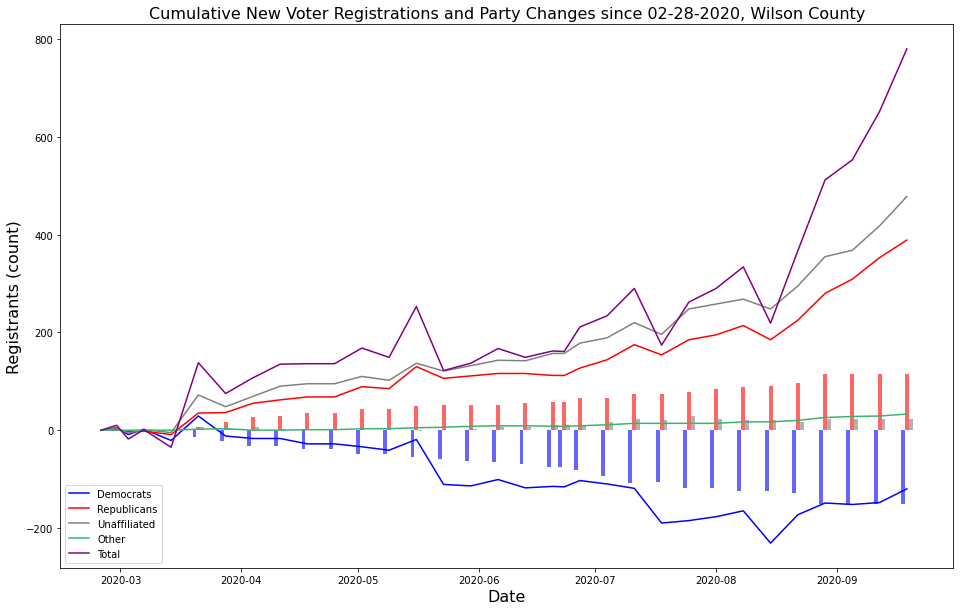 Cumulative New Voter Registrations and Party Changes since 02-28-2020, Wilson County
Registrants (count)
800
600
400
200
0
−200
Democrats
Republicans
Unaffiliated
Other
Total
2020-03
2020-04
2020-05
2020-06
2020-07
2020-08
2020-09
Date